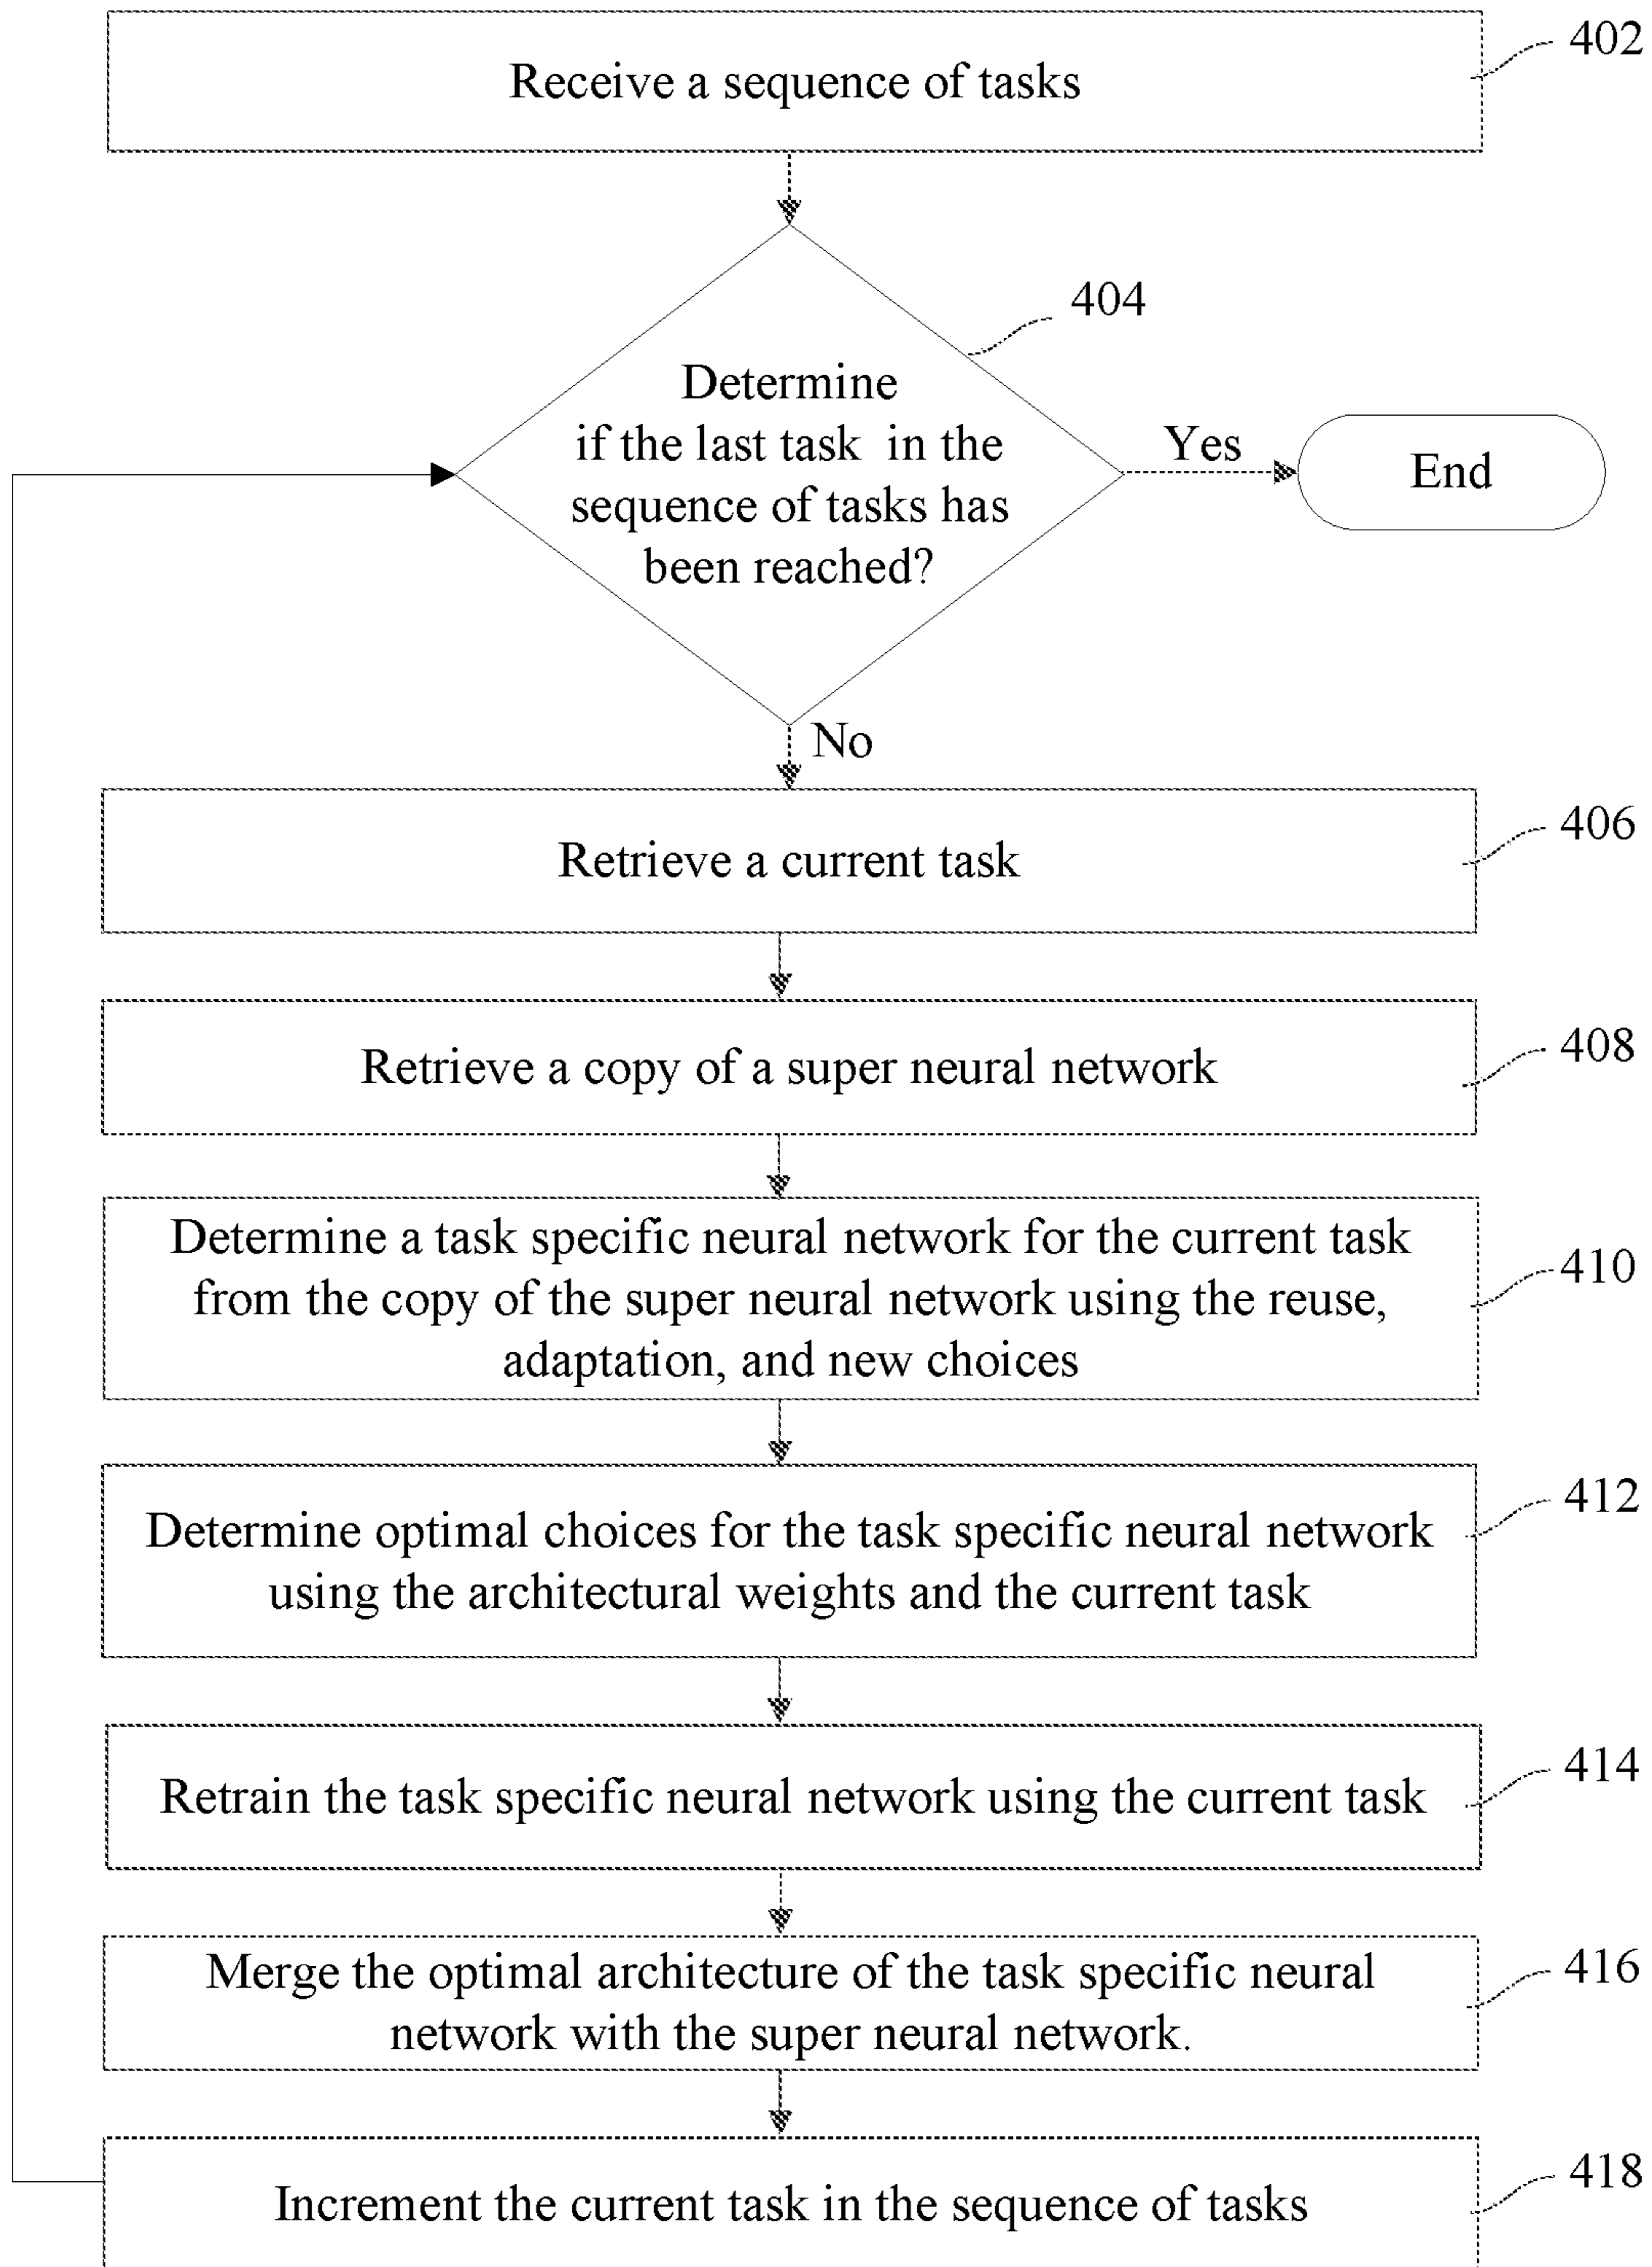 Receive a sequence of tasks
402
404
Determine
if the last task in the
sequence of tasks has
been reached?
Yes
End
No
Retrieve a current task
406
Retrieve a copy of a super neural network
408
Determine a task specific neural network for the current task
from the copy of the super neural network using the reuse,
adaptation, and new choices
410
Determine optimal choices for the task specific neural network
using the architectural weights and the current task
412
Retrain the task specific neural network using the current task
414
Merge the optimal architecture of the task specific neural
network with the super neural network.
416
Increment the current task in the sequence of tasks
418